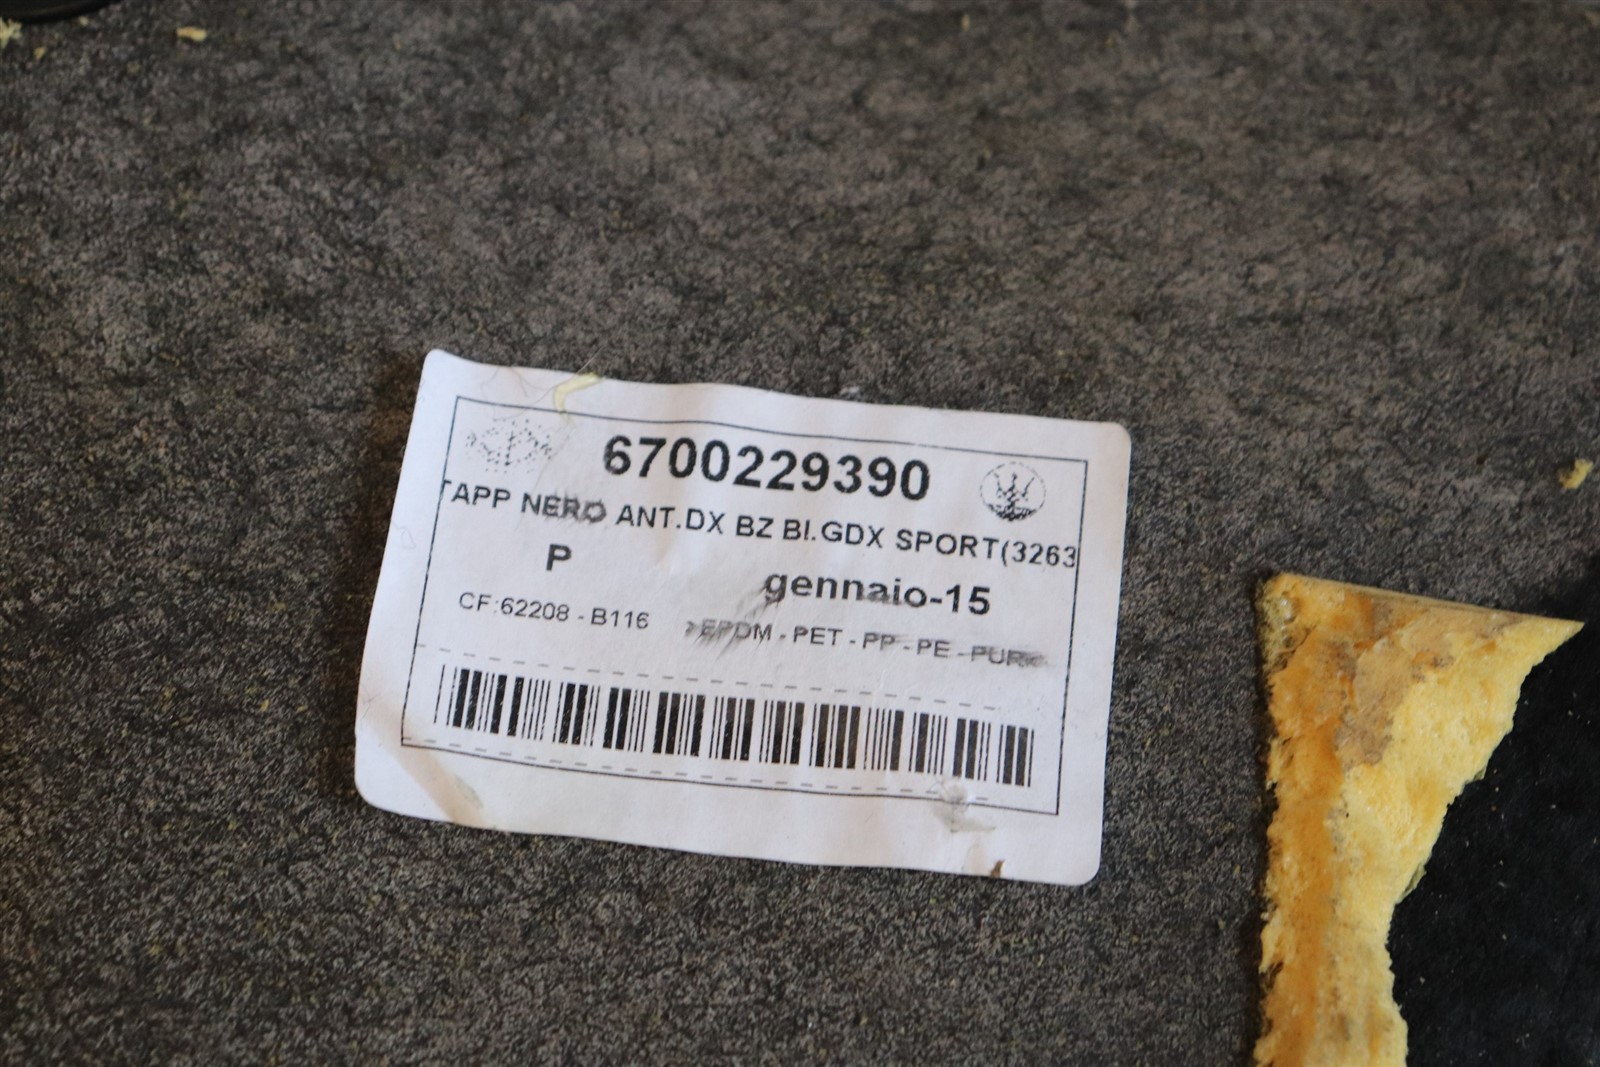 6700229390
TAPP NERO ANT.DX BZ BI.GDX SPORT(3263
P
gennaio-15
CF:62208 - B116
>EPDM - PET - PP - PE - PUR<